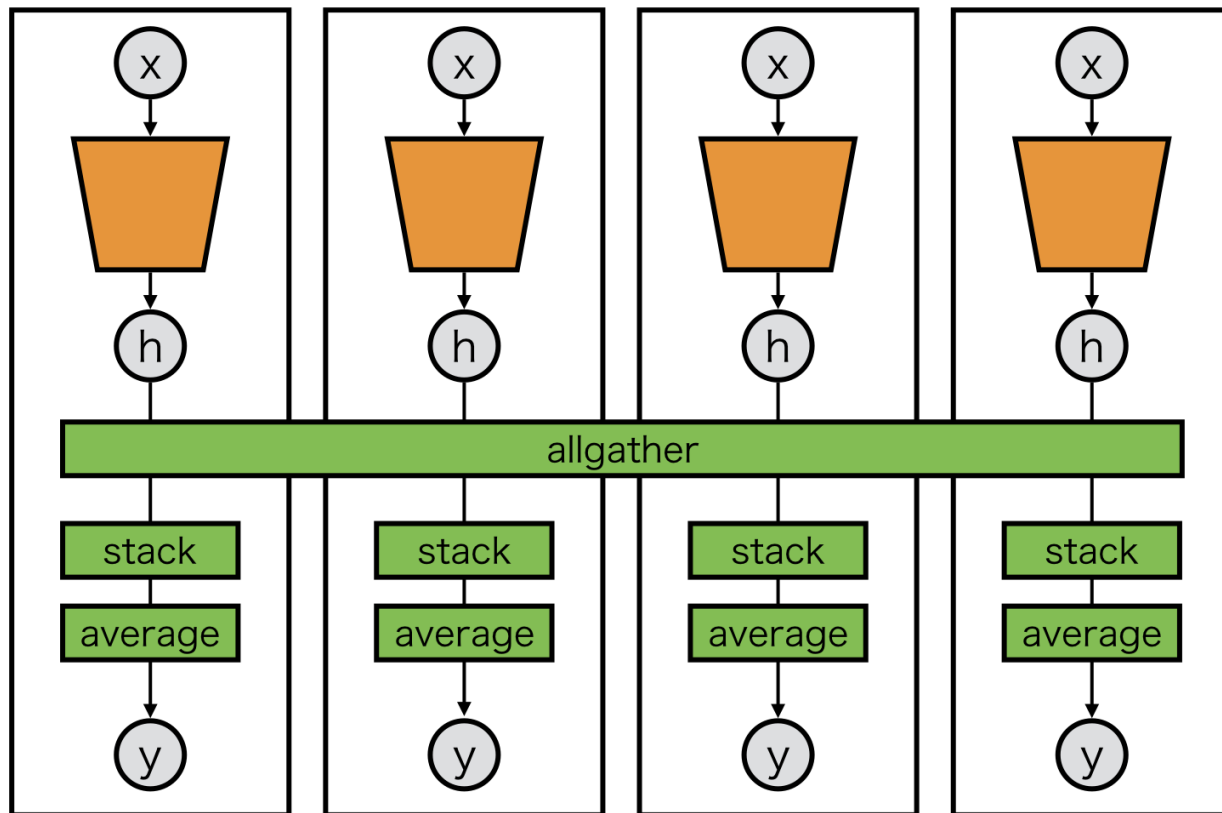 x x x x
h h h h
allgather
stack stack stack stack
average average average average
y y y y